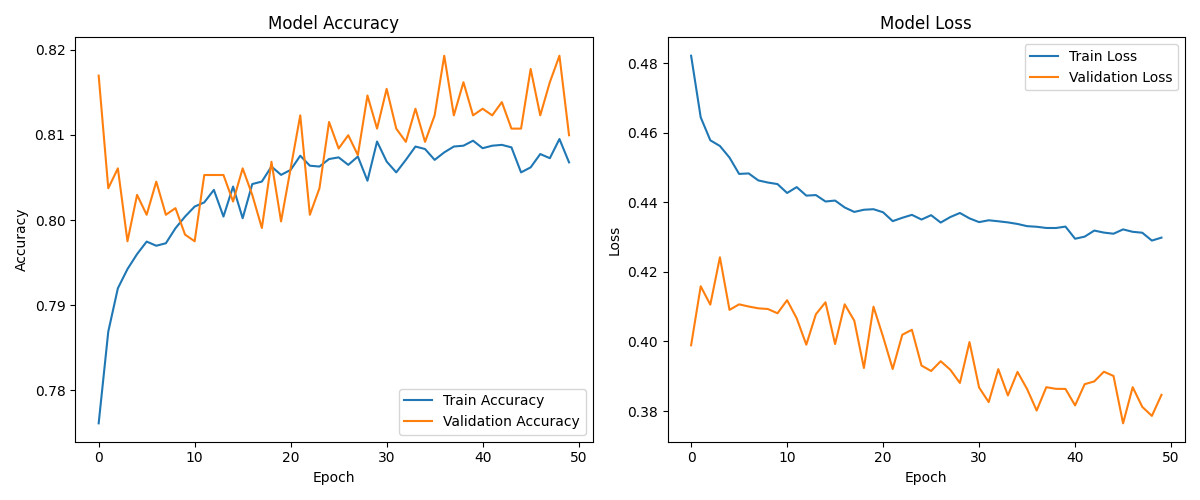 Model Accuracy
0.82
0.81
0.80
0.79
0.78
Accuracy
Train Accuracy
Validation Accuracy
0 10 20 30 40 50
Epoch
Model Loss
0.48
0.46
0.44
0.42
0.40
0.38
Loss
Train Loss
Validation Loss
0 10 20 30 40 50
Epoch